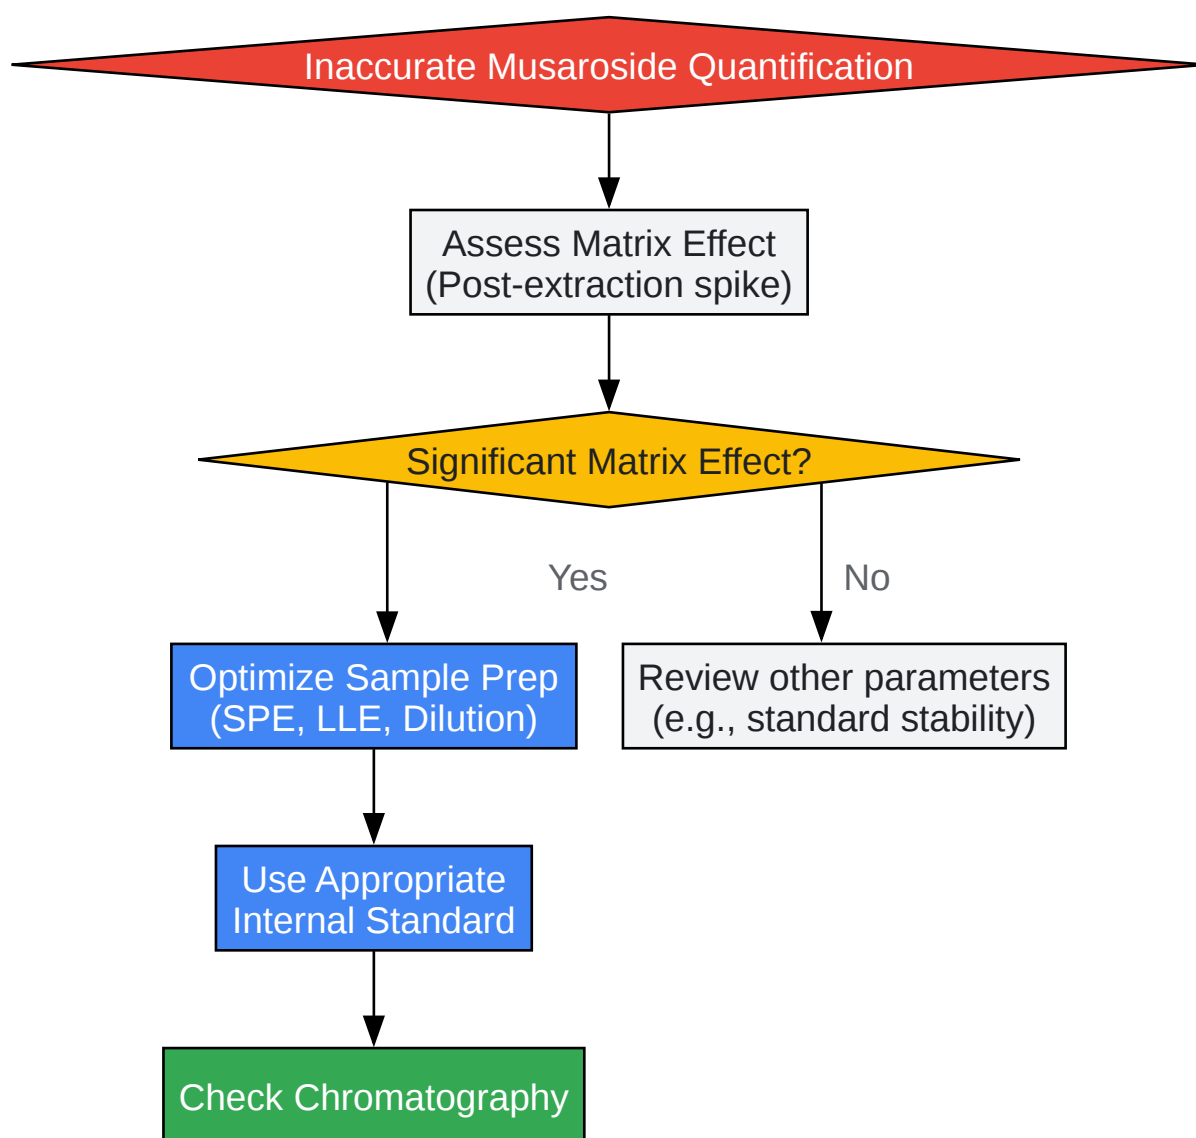 Inaccurate Musaroside Quantification
Assess Matrix Effect
(Post-extraction spike)
Significant Matrix Effect?
Yes
No
Optimize Sample Prep
(SPE, LLE, Dilution)
Review other parameters
(e.g., standard stability)
Use Appropriate
Internal Standard
Check Chromatography